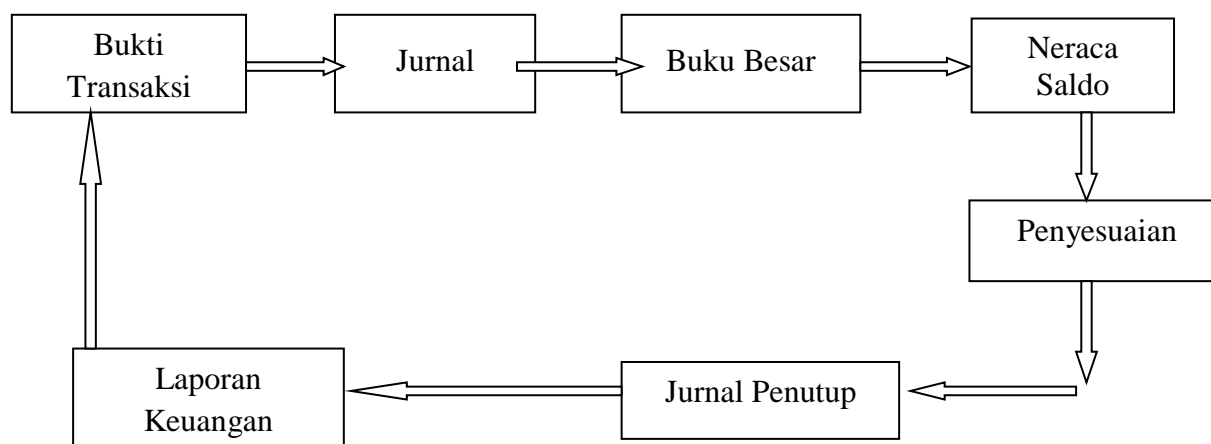 Bukti
Transaksi
Jurnal
Buku Besar
Neraca
Saldo
Penyesuaian
Jurnal Penutup
Laporan
Keuangan